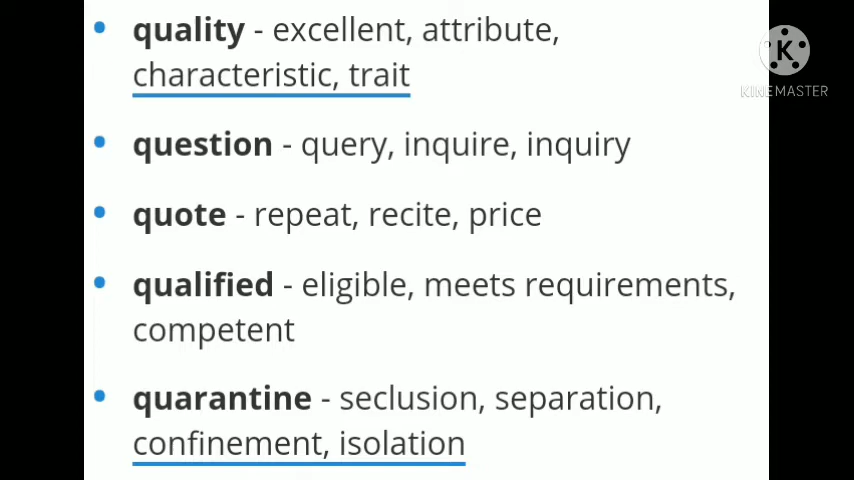 quality - excellent, attribute,
characteristic, trait
question - query, inquire, inquiry
quote - repeat, recite, price
qualified - eligible, meets requirements,
competent
quarantine - seclusion, separation,
confinement, isolation
K
KINEMASTER